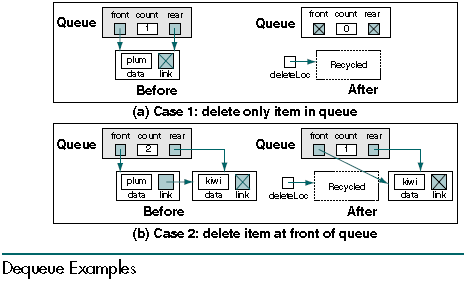 front count rear
Queue
1
plum
data link
Before
front count rear
Queue
0
deleteLoc
Recycled
After
(a) Case 1: delete only item in queue
front count rear
Queue
2
plum
data link
kiwi
data link
Before
front count rear
Queue
1
deleteLoc
Recycled
kiwi
data link
After
(b) Case 2: delete item at front of queue
Dequeue Examples